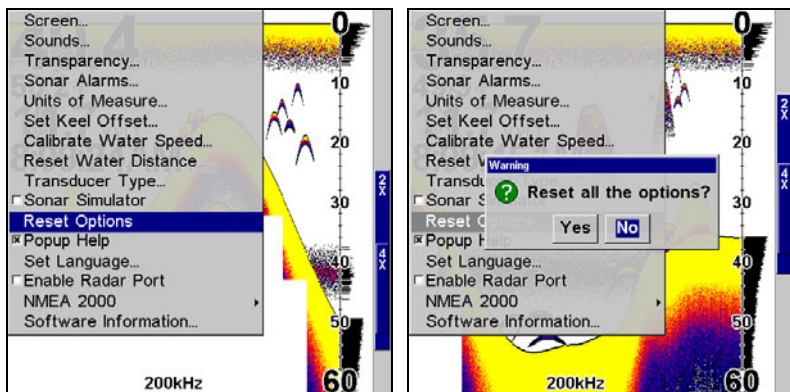 Screen...
Sounds...
Transparency...
Sonar Alarms...
Units of Measure...
Set Keel Offset...
Calibrate Water Speed...
Reset Water Distance
Transducer Type...
Sonar Simulator
Reset Options
Popup Help
Set Language...
Enable Radar Port
NMEA 2000
Software Information...
0
10
20
30
40
50
60
2X
4X
200kHz
Screen...
Sounds...
Transparency...
Sonar Alarms...
Units of Measure...
Set Keel Offset...
Calibrate Water Speed...
Reset
Warning
Reset all the options?
Yes
No
Reset
Popup
Set Language...
Enable Radar Port
NMEA 2000
Software Information...
0
10
20
30
40
50
60
2X
4X
200kHz